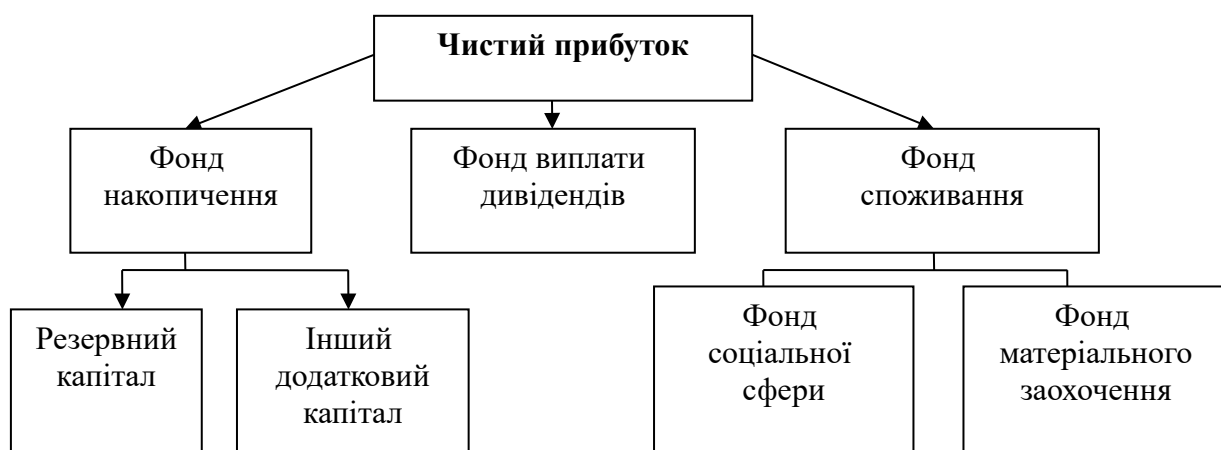 Чистий прибуток
Фонд
накопичення
Фонд виплати
дивідендів
Фонд
споживання
Резервний
капітал
Інший
додатковий
капітал
Фонд
соціальної
сфери
Фонд
матеріального
заохочення